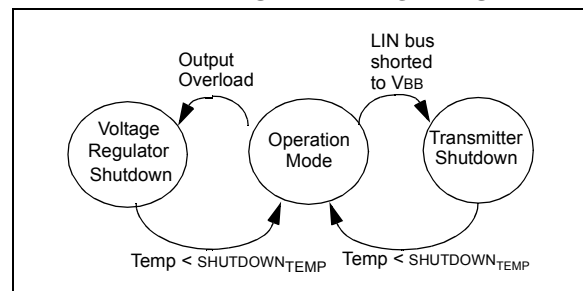 Output
Overload
LIN bus
shorted
to VBB
Voltage
Regulator
Shutdown
Operation
Mode
Transmitter
Shutdown
Temp < SHUTDOWNTEMP
Temp < SHUTDOWNTEMP